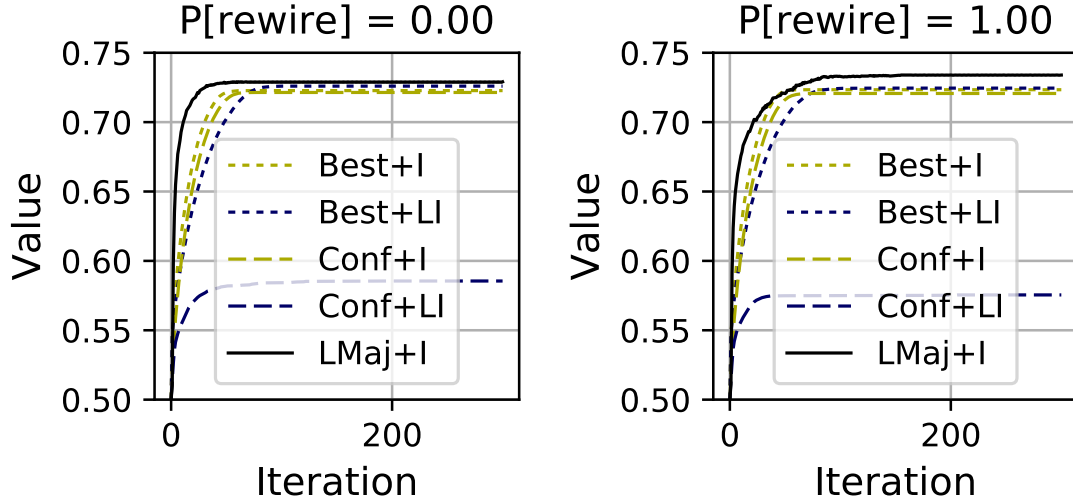 P[rewire] = 0.00
0.75
0.70
0.65
0.60
0.55
0.50
Value
Best+I
Best+LI
Conf+I
Conf+LI
LMaj+I
0
200
Iteration
P[rewire] = 1.00
0.75
0.70
0.65
0.60
0.55
0.50
Value
Best+I
Best+LI
Conf+I
Conf+LI
LMaj+I
0
200
Iteration